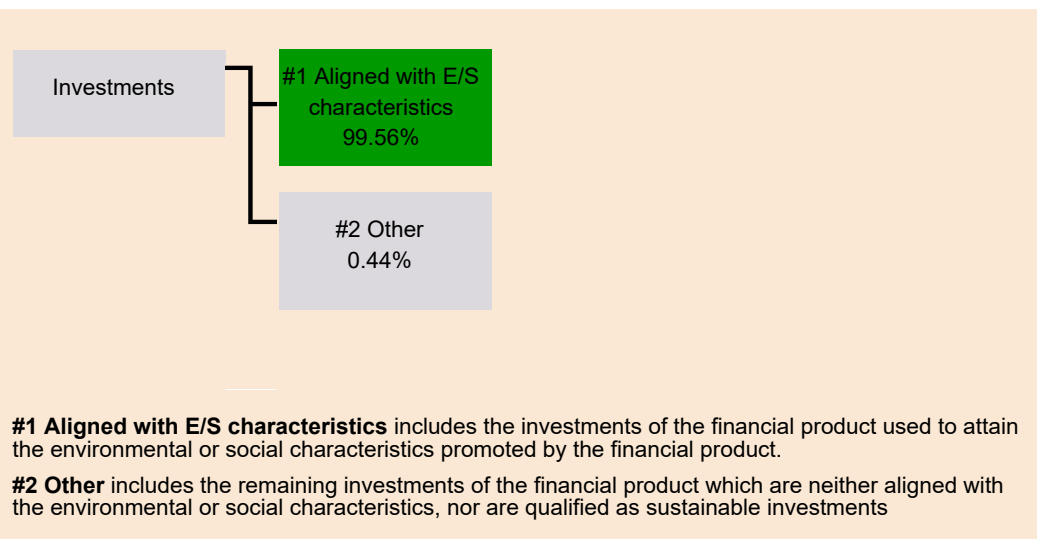 Investments
#1 Aligned with E/S
characteristics
99.56%
#2 Other
0.44%
#1 Aligned with E/S characteristics includes the investments of the financial product used to attain
the environmental or social characteristics promoted by the financial product.
#2 Other includes the remaining investments of the financial product which are neither aligned with
the environmental or social characteristics, nor are qualified as sustainable investments